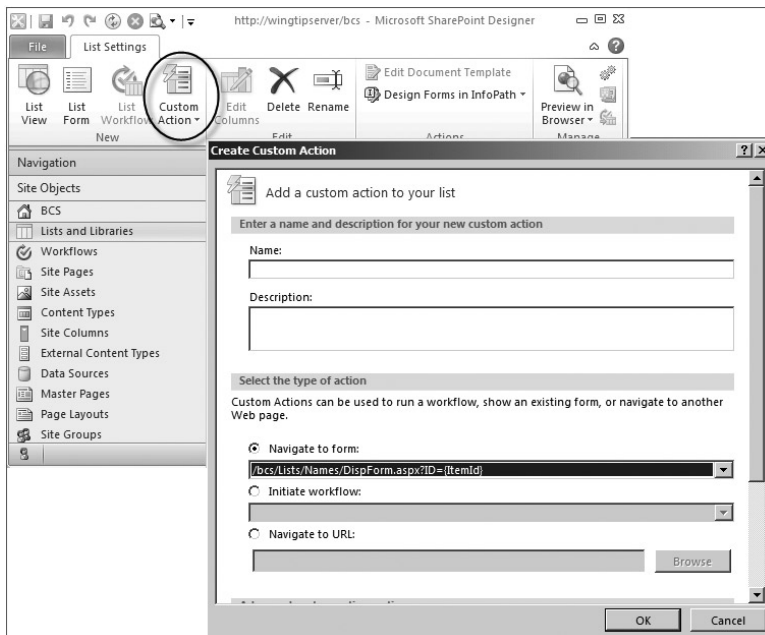 http://wingtipserver/bcs - Microsoft SharePoint Designer
File
List Settings
List View
List Form
List Workflow
Custom Action
Edit Columns
Delete
Rename
Edit Document Template
Design Forms in InfoPath
Preview in Browser
New
Edit
Actions
Manage
Navigation
Site Objects
BCS
Lists and Libraries
Workflows
Site Pages
Site Assets
Content Types
Site Columns
External Content Types
Data Sources
Master Pages
Page Layouts
Site Groups
Create Custom Action
Add a custom action to your list
Enter a name and description for your new custom action
Name:
Description:
Select the type of action
Custom Actions can be used to run a workflow, show an existing form, or navigate to another
Web page.
Navigate to form:
/bcs/Lists/Names/DispForm.aspx?ID={ItemId}
Initiate workflow:
Navigate to URL:
Browse
OK
Cancel